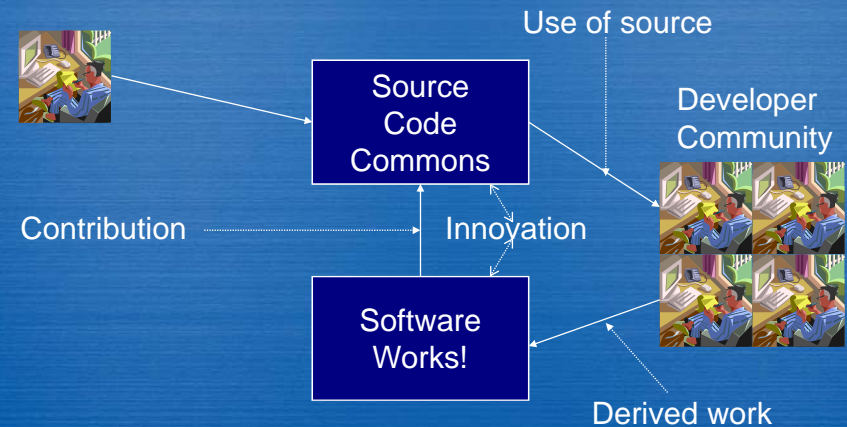 Use of source
Source
Code
Commons
Developer
Community
Contribution
Innovation
Software
Works!
Derived work